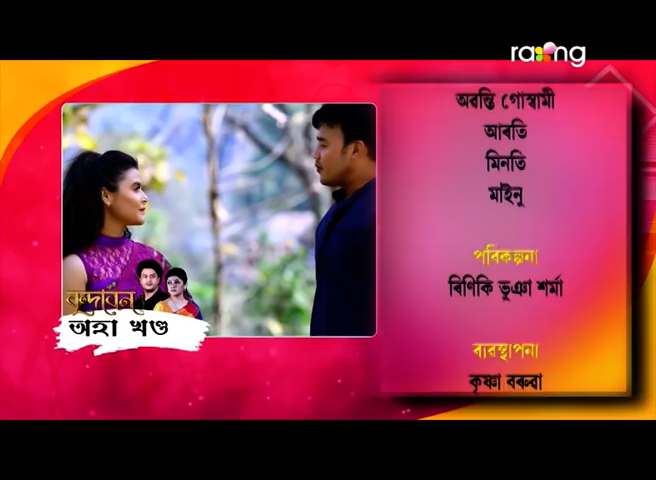 rang
অৱন্তি গোস্বামী
আৰতি
মিনতি
মাইনু
পৰিকল্পনা
ৰিণিকি ভূঞা শৰ্মা
ব্যৱস্থাপনা
কৃষ্ণা বৰুৱা
বৃন্দাবন
অহা খণ্ড